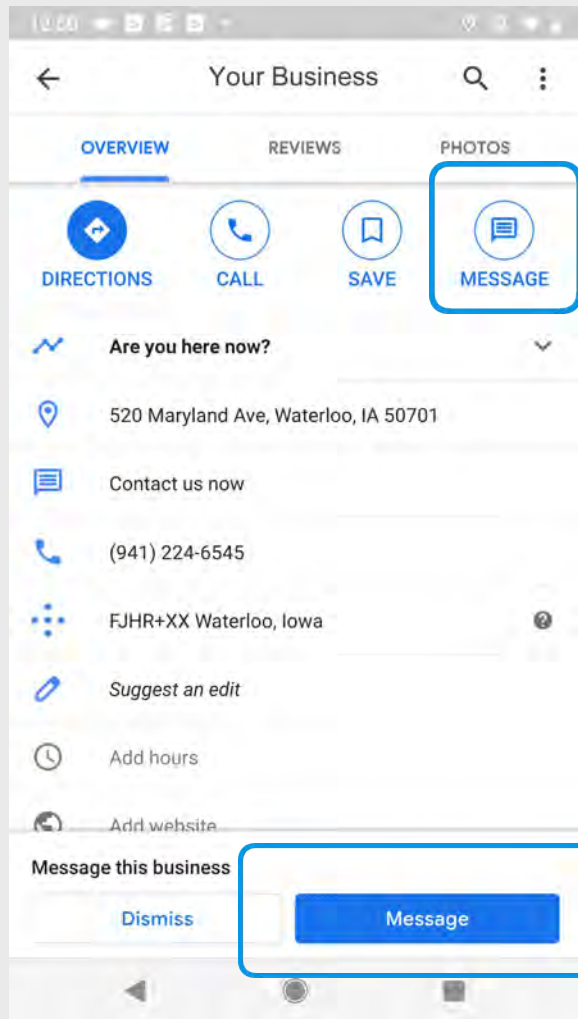 Your Business
OVERVIEW REVIEWS PHOTOS
DIRECTIONS CALL SAVE MESSAGE
Are you here now?
520 Maryland Ave, Waterloo, IA 50701
Contact us now
(941) 224-6545
FJHR+XX Waterloo, Iowa
Suggest an edit
Add hours
Add website
Message this business
Dismiss Message